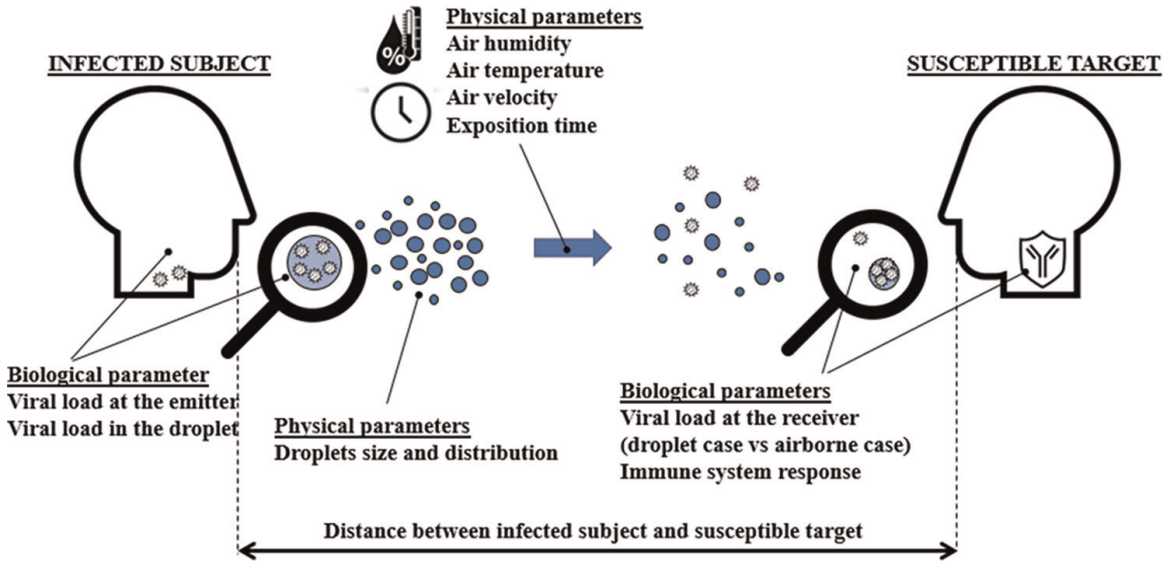 Physical parameters
Air humidity
Air temperature
Air velocity
Exposition time
%
INFECTED SUBJECT
SUSCEPTIBLE TARGET
Biological parameter
Viral load at the emitter
Viral load in the droplet
Physical parameters
Droplets size and distribution
Biological parameters
Viral load at the receiver
(droplet case vs airborne case)
Immune system response
Distance between infected subject and susceptible target